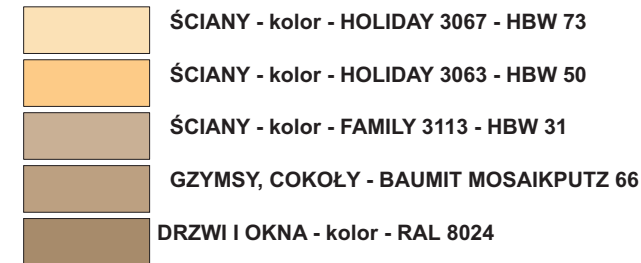 ŚCIANY - kolor - HOLIDAY 3067 - HBW 73
ŚCIANY - kolor - HOLIDAY 3063 - HBW 50
ŚCIANY - kolor - FAMILY 3113 - HBW 31
GZYMSY, COKOŁY - BAUMIT MOSAIKPUTZ 66
DRZWI I OKNA - kolor - RAL 8024